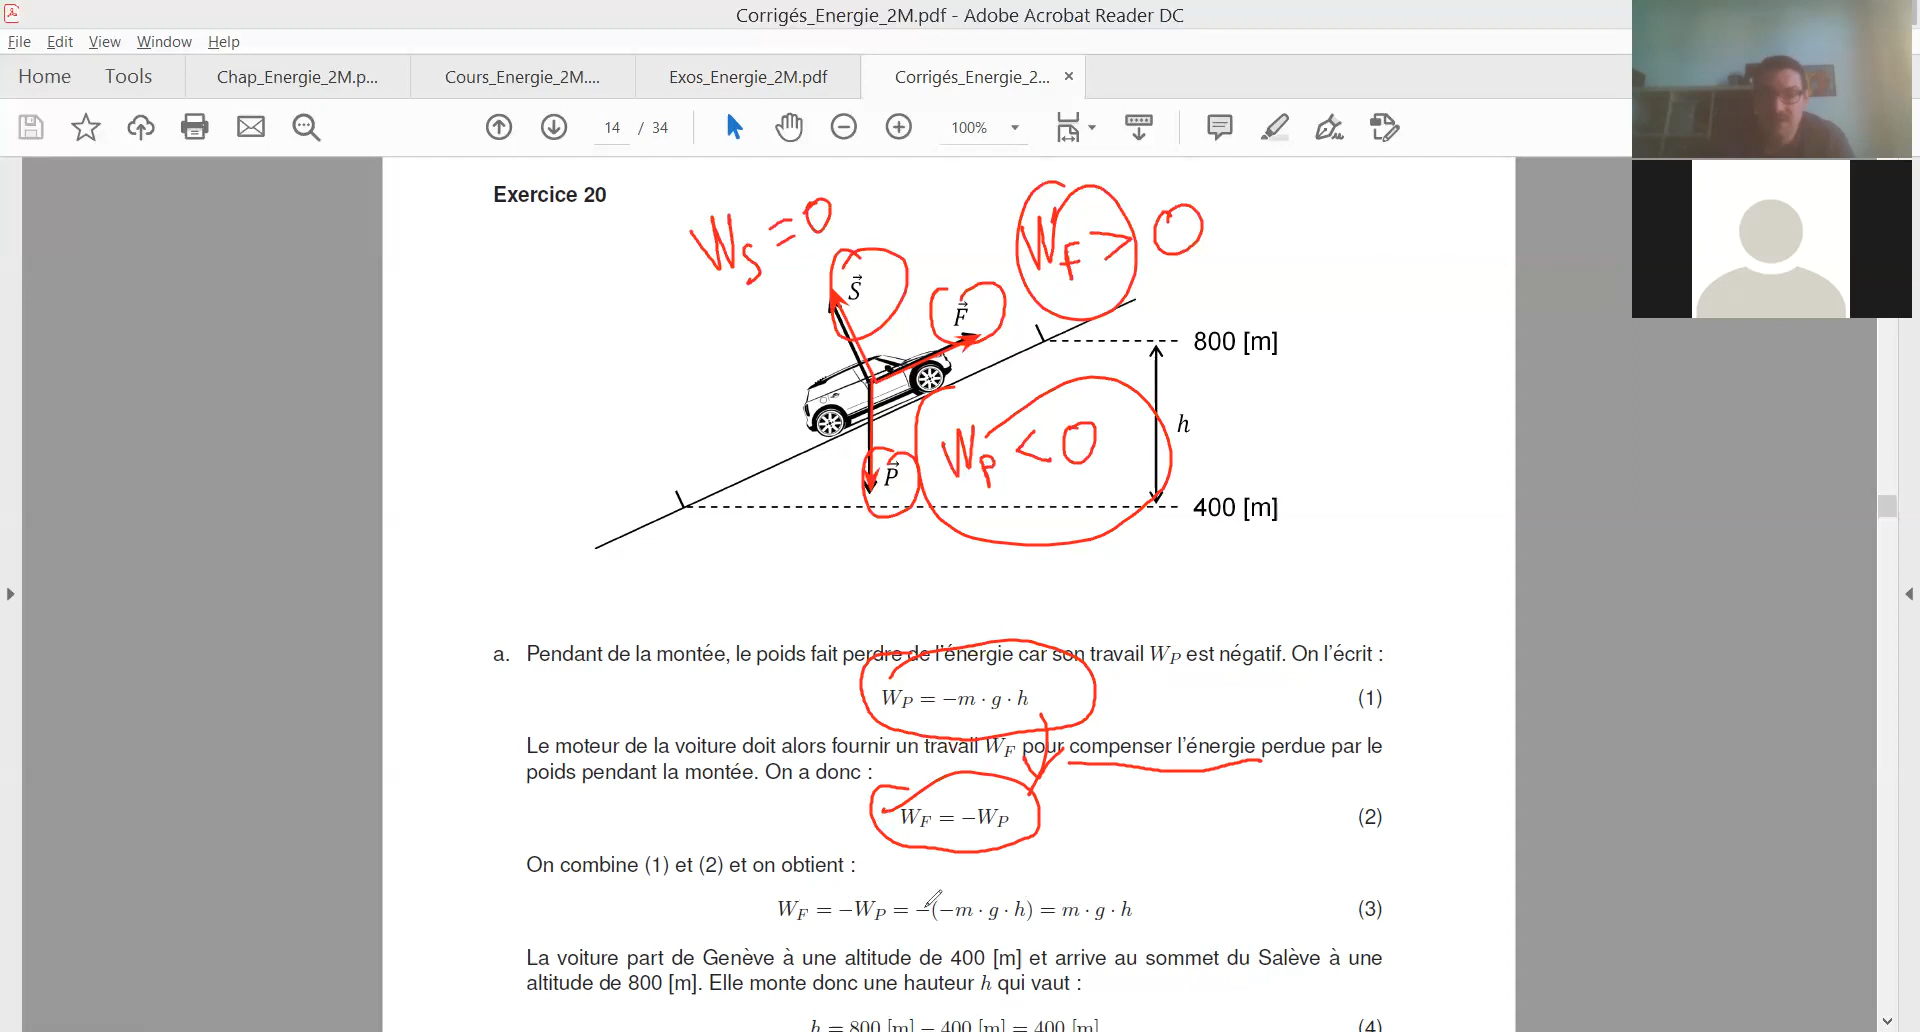 Corrigés_Energie_2M.pdf - Adobe Acrobat Reader DC
File Edit View Window Help
Home Tools Chap_Energie_2M.p... Cours_Energie_2M.... Exos_Energie_2M.pdf Corrigés_Energie_2... ×
14 / 34 100%
Exercice 20
W_S = 0
W_F > 0
S⃗
F⃗
800 [m]
W_P < 0
h
P⃗
400 [m]
a. Pendant de la montée, le poids fait perdre de l'énergie car son travail W_P est négatif. On l'écrit :
W_P = −m · g · h (1)
Le moteur de la voiture doit alors fournir un travail W_F pour compenser l'énergie perdue par le
poids pendant la montée. On a donc :
W_F = −W_P (2)
On combine (1) et (2) et on obtient :
W_F = −W_P = −(−m · g · h) = m · g · h (3)
La voiture part de Genève à une altitude de 400 [m] et arrive au sommet du Salève à une
altitude de 800 [m]. Elle monte donc une hauteur h qui vaut :
h = 800 [m] − 400 [m] = 400 [m] (4)